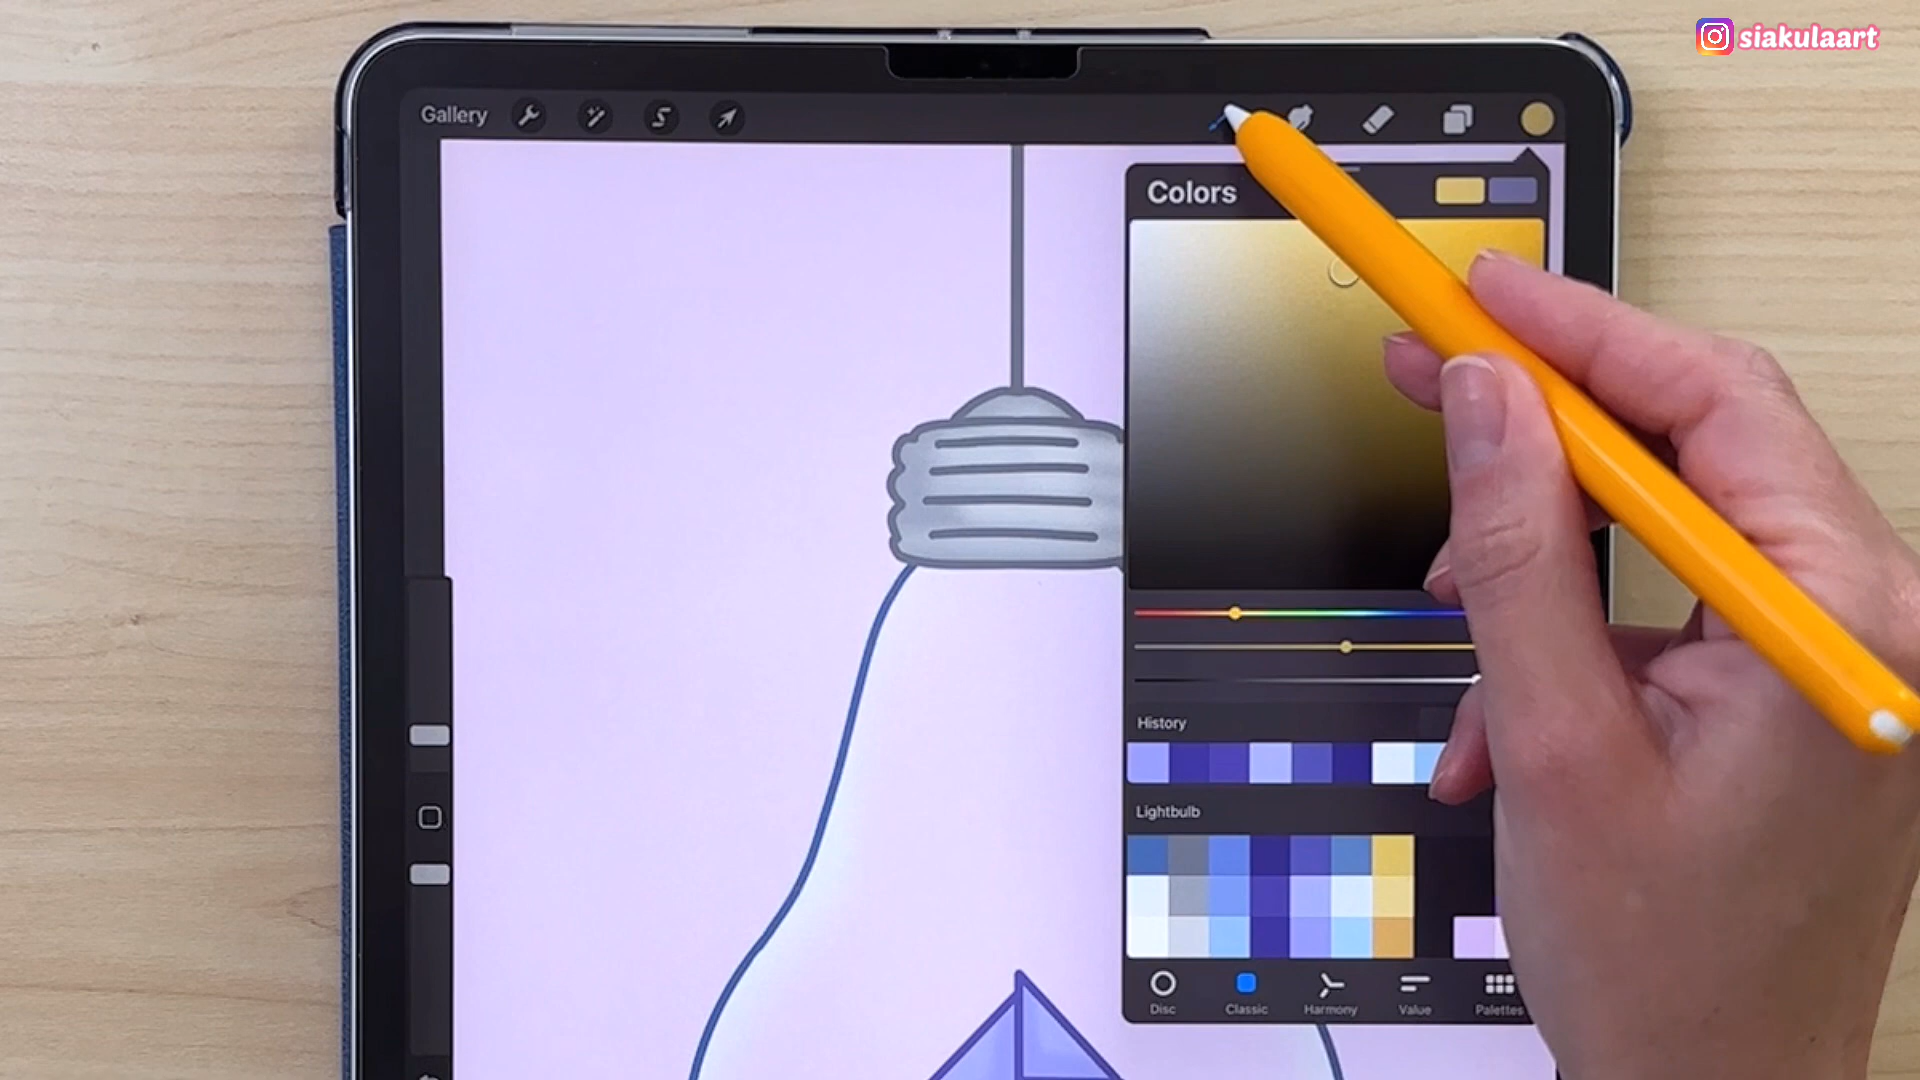 siakulaart
Gallery
Colors
History
Lightbulb
Disc
Classic
Harmony
Value
Palettes